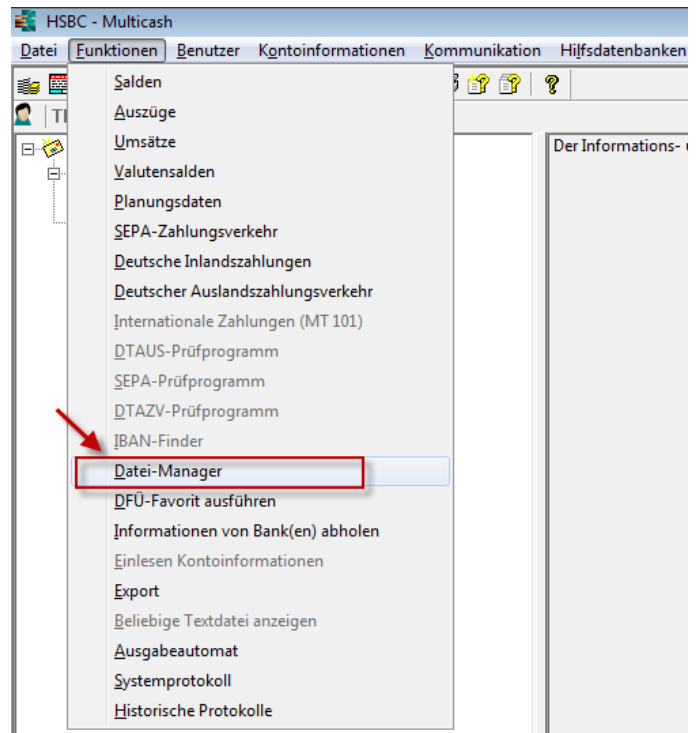 HSBC - Multicash
Datei Funktionen Benutzer Kontoinformationen Kommunikation Hilfsdatenbanken
Salden
Auszüge
Umsätze
Der Informations-
Valutensalden
Planungsdaten
SEPA-Zahlungsverkehr
Deutsche Inlandszahlungen
Deutscher Auslandszahlungsverkehr
Internationale Zahlungen (MT 101)
DTAUS-Prüfprogramm
SEPA-Prüfprogramm
DTAZV-Prüfprogramm
IBAN-Finder
Datei-Manager
DFÜ-Favorit ausführen
Informationen von Bank(en) abholen
Einlesen Kontoinformationen
Export
Beliebige Textdatei anzeigen
Ausgabeautomat
Systemprotokoll
Historische Protokolle